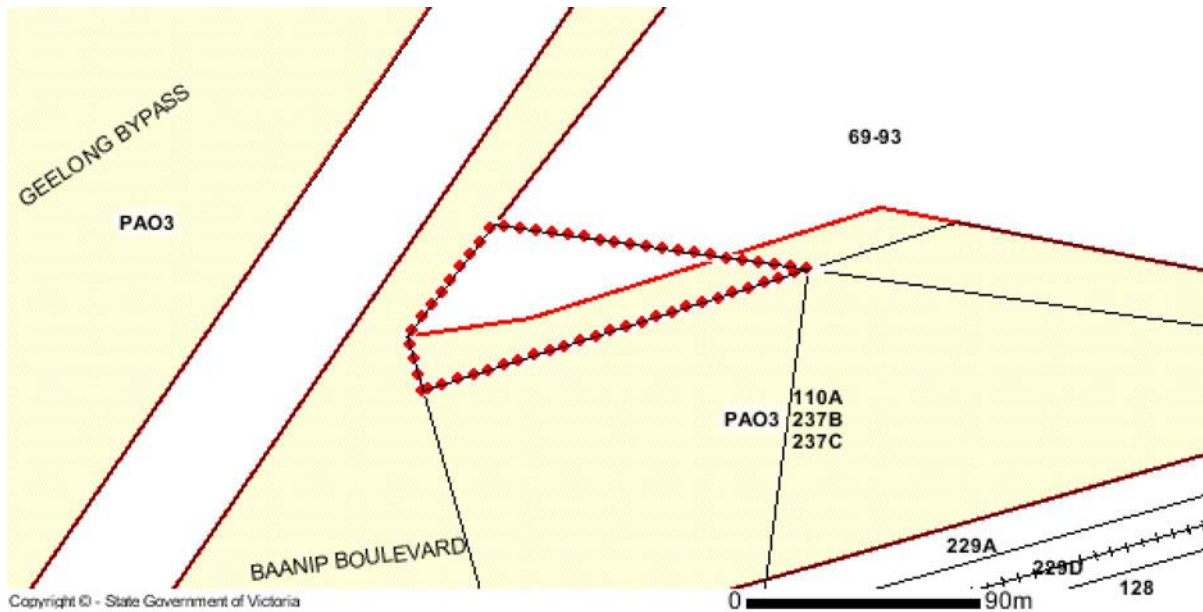 69-93
GEELONG BYPASS
PAO3
110A
PAO3 237B
237C
BAANIP BOULEVARD
229A
229D
128
Copyright © - State Government of Victoria
0 90m